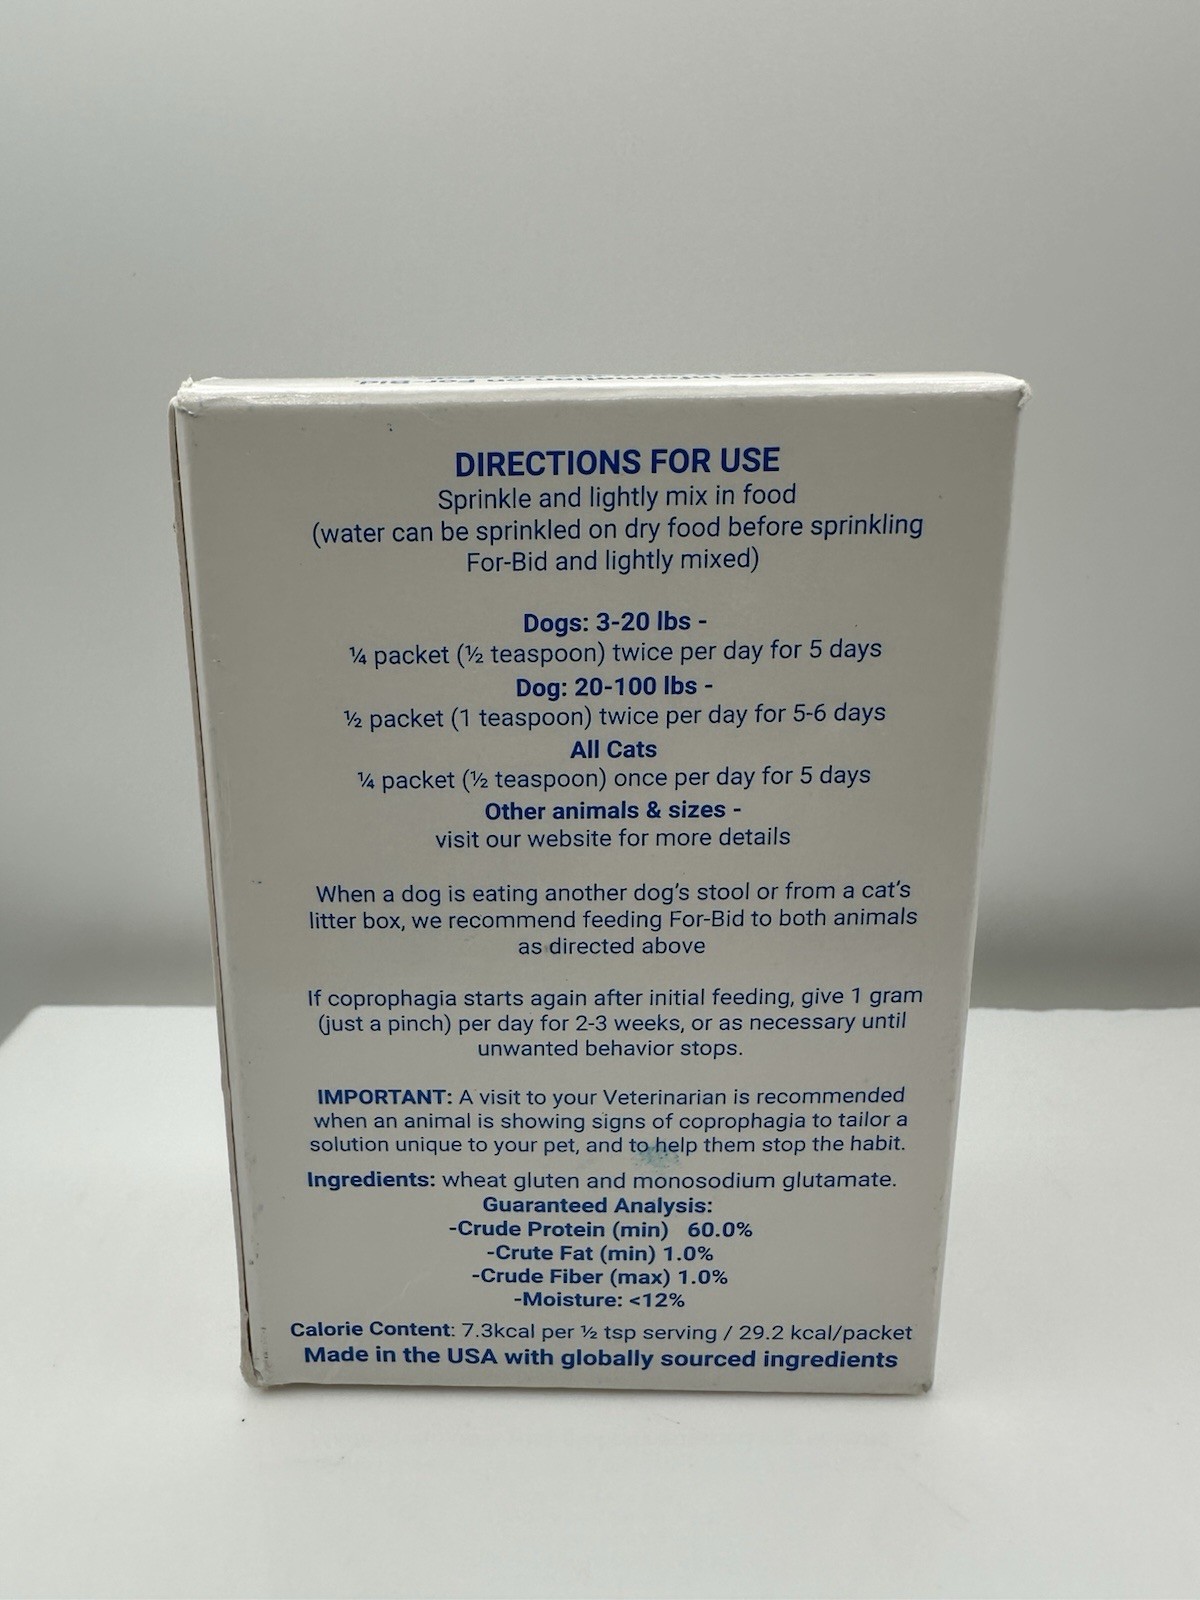 For more information on For-Bid,
DIRECTIONS FOR USE
Sprinkle and lightly mix in food
(water can be sprinkled on dry food before sprinkling
For-Bid and lightly mixed)
Dogs: 3-20 lbs -
¼ packet (½ teaspoon) twice per day for 5 days
Dog: 20-100 lbs -
½ packet (1 teaspoon) twice per day for 5-6 days
All Cats
¼ packet (½ teaspoon) once per day for 5 days
Other animals & sizes -
visit our website for more details
When a dog is eating another dog's stool or from a cat's
litter box, we recommend feeding For-Bid to both animals
as directed above
If coprophagia starts again after initial feeding, give 1 gram
(just a pinch) per day for 2-3 weeks, or as necessary until
unwanted behavior stops.
IMPORTANT: A visit to your Veterinarian is recommended
when an animal is showing signs of coprophagia to tailor a
solution unique to your pet, and to help them stop the habit.
Ingredients: wheat gluten and monosodium glutamate.
Guaranteed Analysis:
-Crude Protein (min) 60.0%
-Crute Fat (min) 1.0%
-Crude Fiber (max) 1.0%
-Moisture: <12%
Calorie Content: 7.3kcal per ½ tsp serving / 29.2 kcal/packet
Made in the USA with globally sourced ingredients